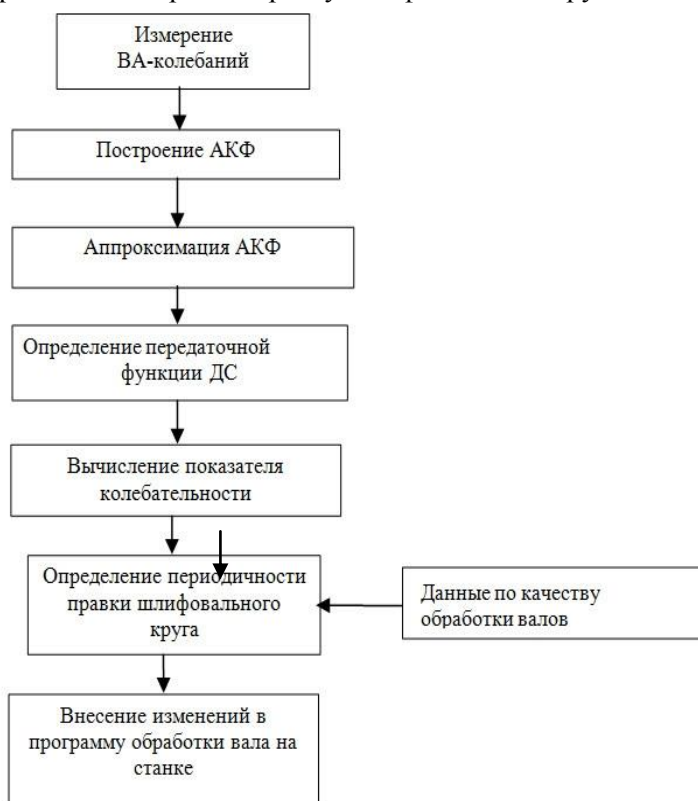 Измерение
ВА-колебаний
Построение АКФ
Аппроксимация АКФ
Определение передаточной
функции ДС
Вычисление показателя
колебательности
Определение периодичности
правки шлифовального
круга
Данные по качеству
обработки валов
Внесение изменений в
программу обработки вала на
станке